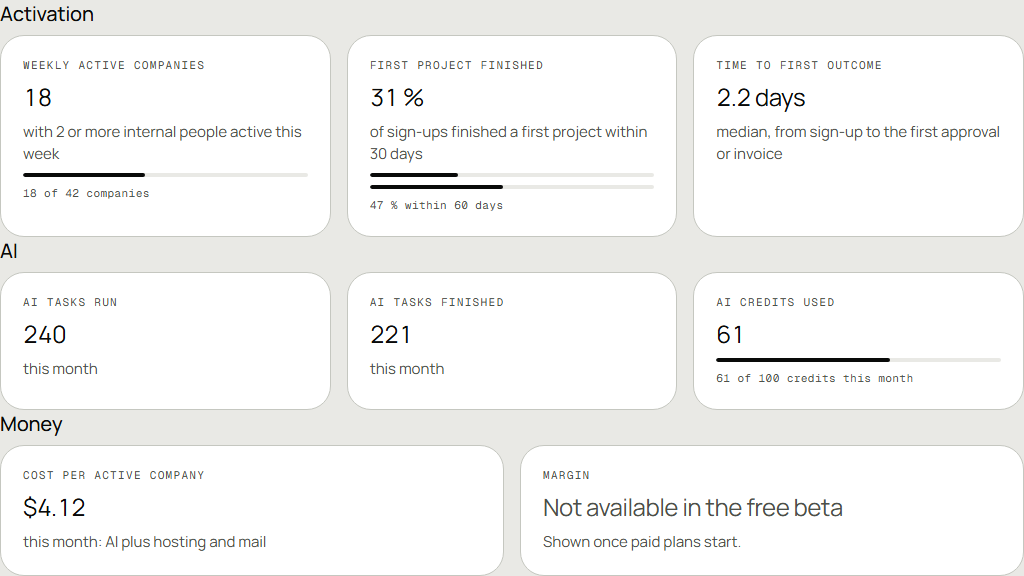 Activation
WEEKLY ACTIVE COMPANIES
18
with 2 or more internal people active this
week
18 of 42 companies
FIRST PROJECT FINISHED
31 %
of sign-ups finished a first project within
30 days
47 % within 60 days
TIME TO FIRST OUTCOME
2.2 days
median, from sign-up to the first approval
or invoice
AI
AI TASKS RUN
240
this month
AI TASKS FINISHED
221
this month
AI CREDITS USED
61
61 of 100 credits this month
Money
COST PER ACTIVE COMPANY
$4.12
this month: AI plus hosting and mail
MARGIN
Not available in the free beta
Shown once paid plans start.